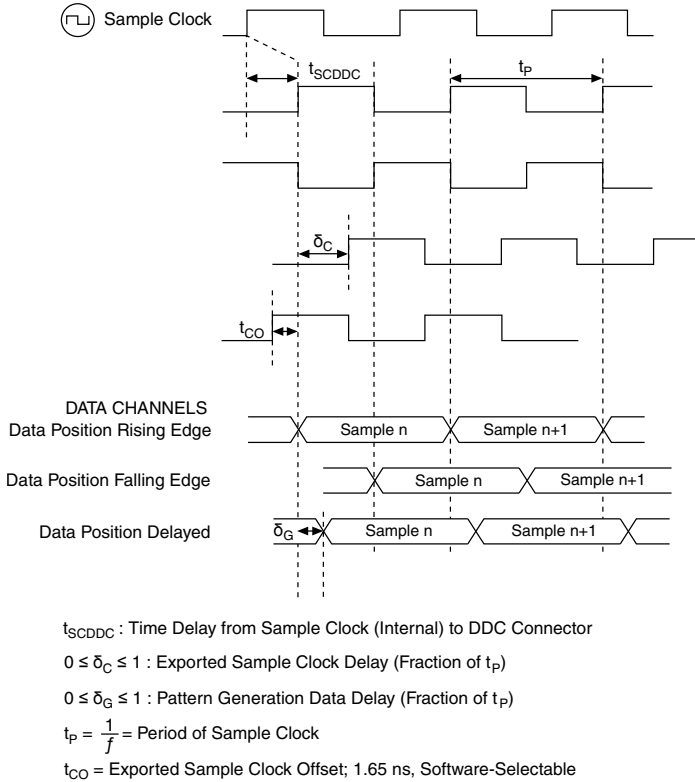 Sample Clock
tSCDDC
tP
δC
tCO
DATA CHANNELS
Data Position Rising Edge
Sample n
Sample n+1
Data Position Falling Edge
Sample n
Sample n+1
Data Position Delayed
δG
Sample n
Sample n+1
tSCDDC : Time Delay from Sample Clock (Internal) to DDC Connector
0 ≤ δC ≤ 1 : Exported Sample Clock Delay (Fraction of tP)
0 ≤ δG ≤ 1 : Pattern Generation Data Delay (Fraction of tP)
tP = 1/f = Period of Sample Clock
tCO = Exported Sample Clock Offset; 1.65 ns, Software-Selectable